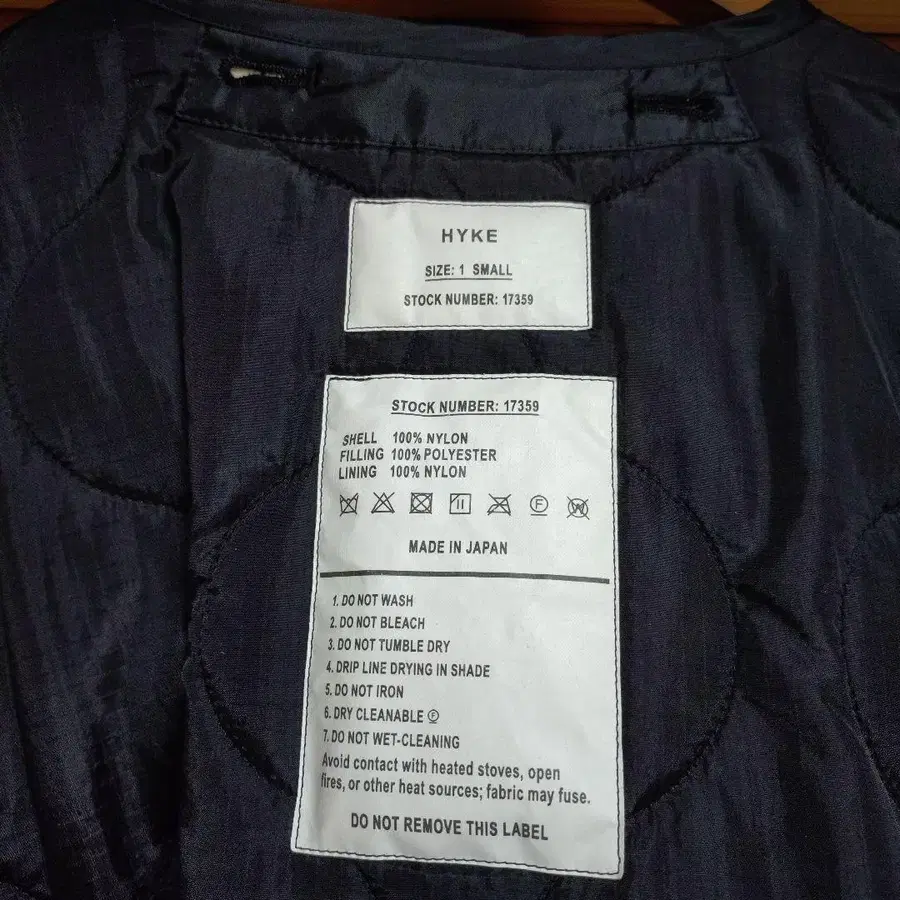 HYKE
SIZE: 1 SMALL
STOCK NUMBER: 17359
STOCK NUMBER: 17359
SHELL 100% NYLON
FILLING 100% POLYESTER
LINING 100% NYLON
MADE IN JAPAN
1. DO NOT WASH
2. DO NOT BLEACH
3. DO NOT TUMBLE DRY
4. DRIP LINE DRYING IN SHADE
5. DO NOT IRON
6. DRY CLEANABLE Ⓕ
7. DO NOT WET-CLEANING
Avoid contact with heated stoves, open
fires, or other heat sources; fabric may fuse.
DO NOT REMOVE THIS LABEL